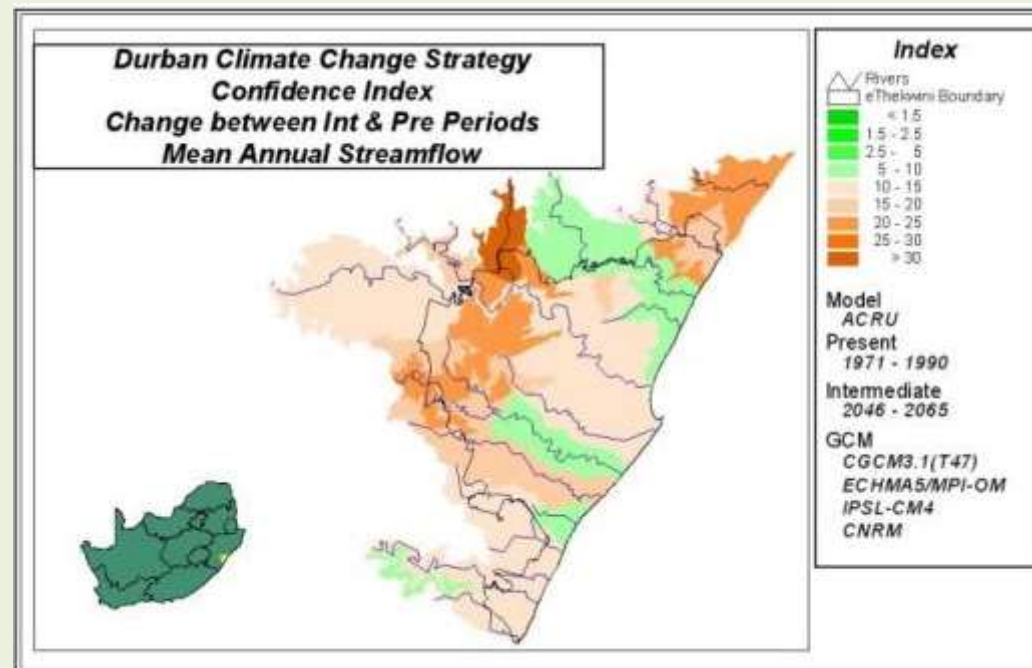 Durban Climate Change Strategy
Confidence Index
Change between Int & Pre Periods
Mean Annual Streamflow
Index
Rivers
eThekwini Boundary
< 1.5
1.5 - 2.5
2.5 - 5
5 - 10
10 - 15
15 - 20
20 - 25
25 - 30
> 30
Model
ACRU
Present
1971 - 1990
Intermediate
2046 - 2065
GCM
CGCM3.1(T47)
ECHMA5/MPI-OM
IPSL-CM4
CNRM